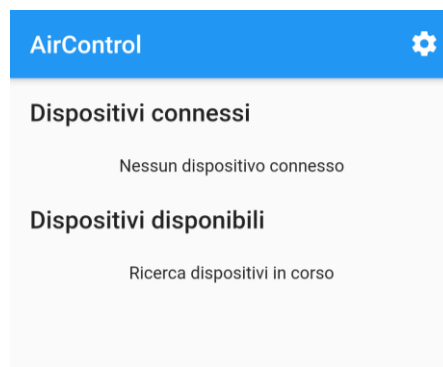 AirControl
Dispositivi connessi
Nessun dispositivo connesso
Dispositivi disponibili
Ricerca dispositivi in corso